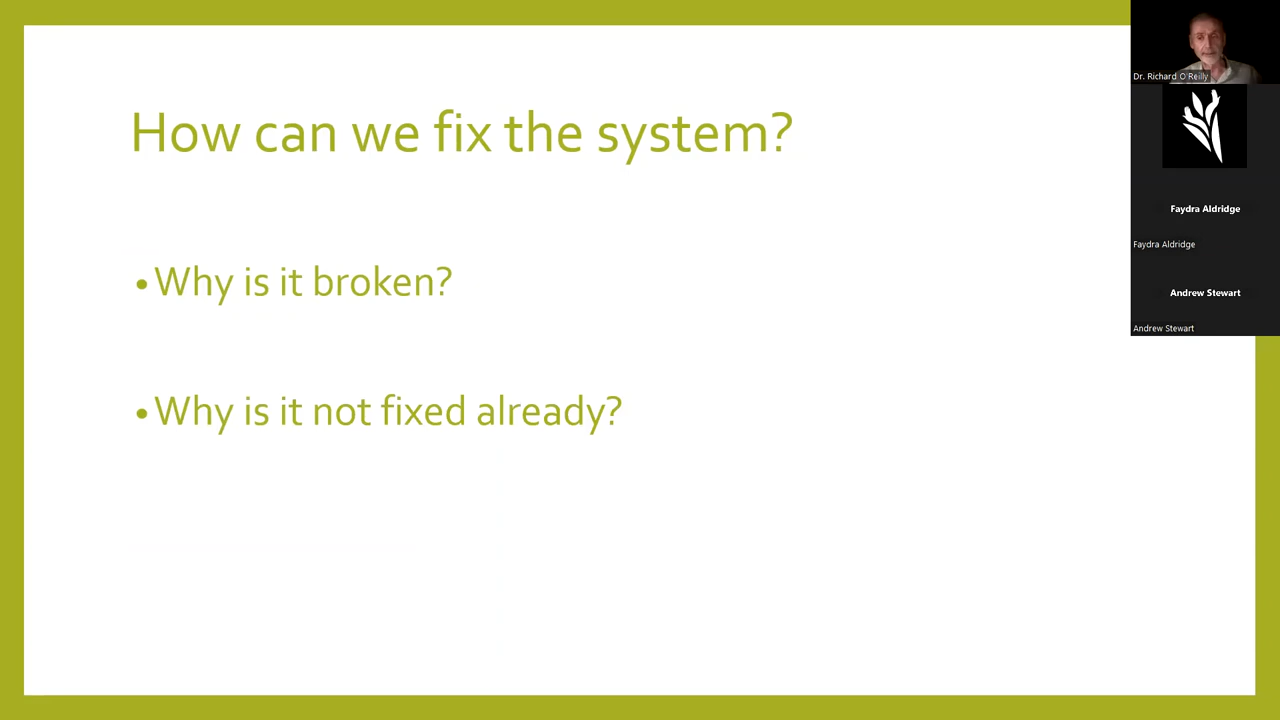 How can we fix the system?
•Why is it broken?
•Why is it not fixed already?
Dr. Richard O'Reilly
Faydra Aldridge
Faydra Aldridge
Andrew Stewart
Andrew Stewart